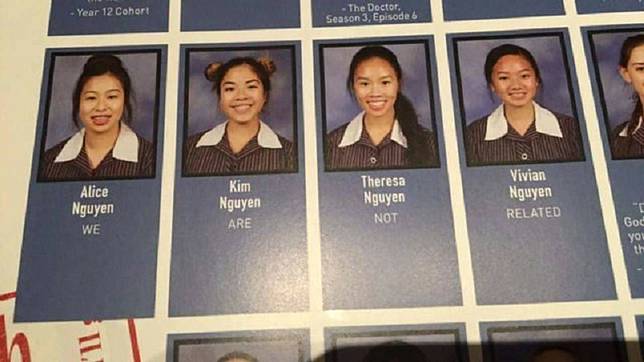 - Year 12 Cohort
- The Doctor,
Season 3, Episode 6
Alice
Nguyen
WE
Kim
Nguyen
ARE
Theresa
Nguyen
NOT
Vivian
Nguyen
RELATED